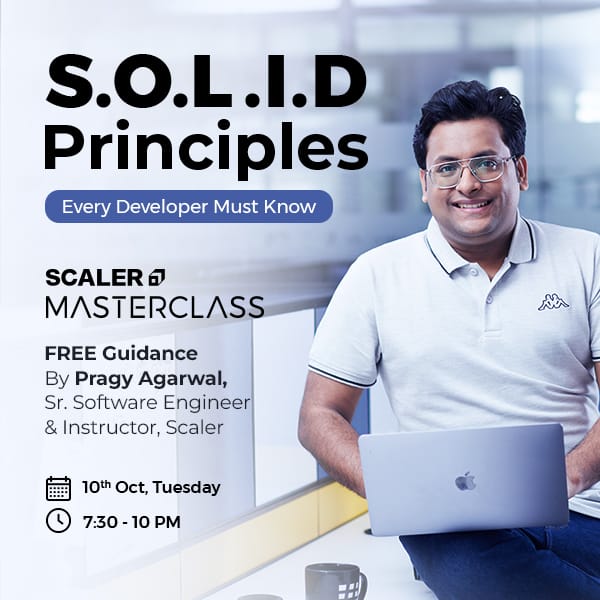 S.O.L.I.D
Principles
Every Developer Must Know
SCALER
MASTERCLASS
FREE Guidance
By Pragy Agarwal,
Sr. Software Engineer
& Instructor, Scaler
10th Oct, Tuesday
7:30 - 10 PM